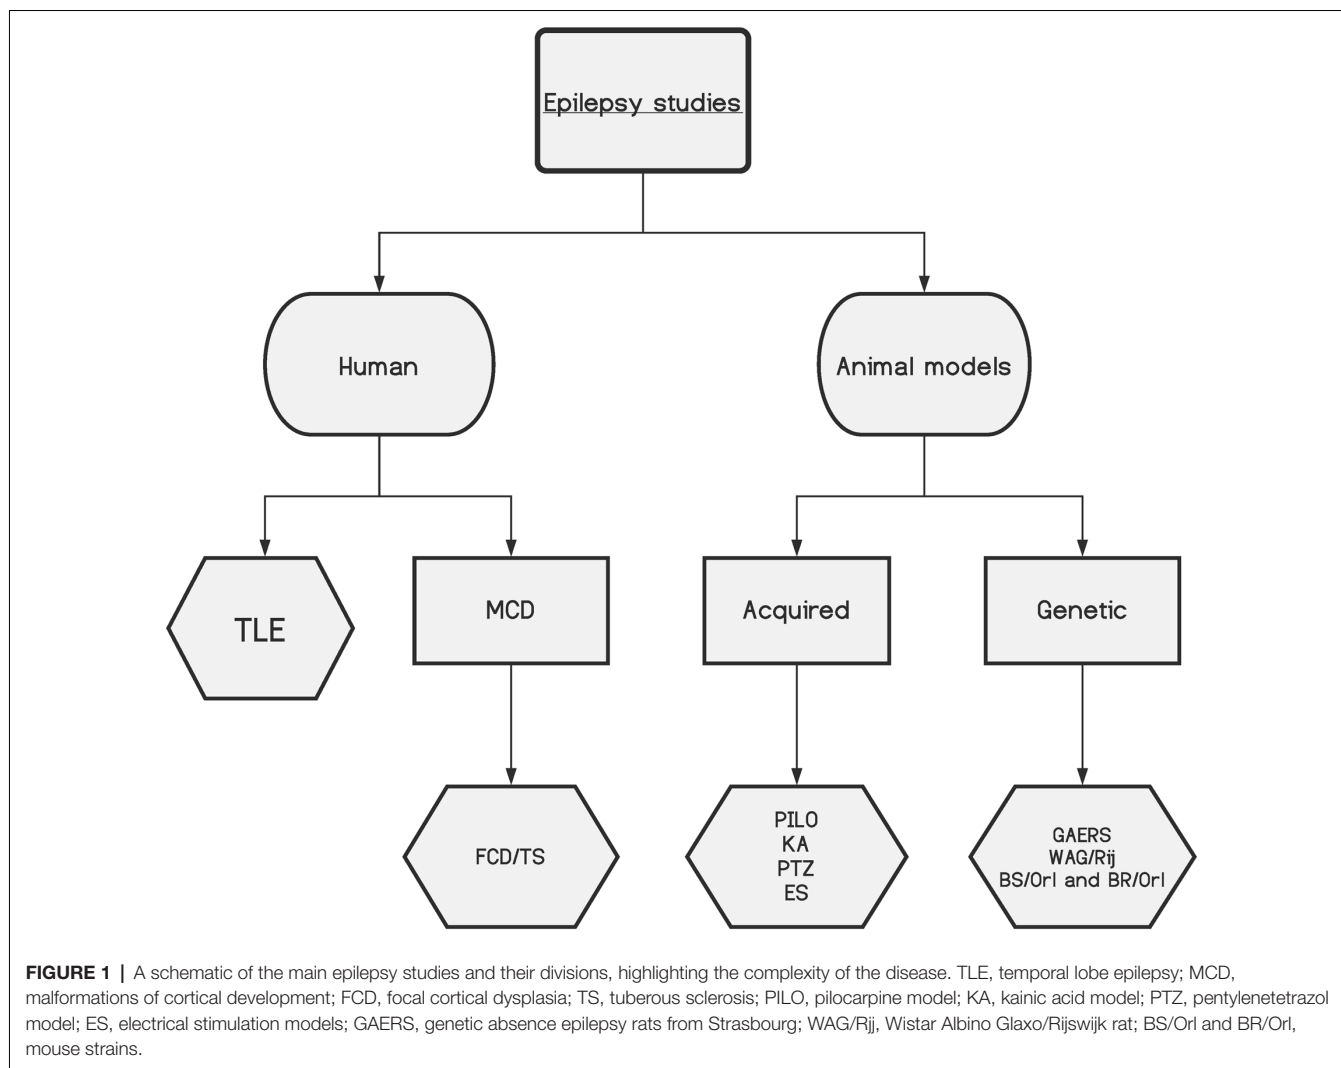 Epilepsy studies
Human
Animal models
TLE
MCD
Acquired
Genetic
FCD/TS
PILO
KA
PTZ
ES
GAERS
WAG/Rij
BS/Orl and BR/Orl
FIGURE 1 | A schematic of the main epilepsy studies and their divisions, highlighting the complexity of the disease. TLE, temporal lobe epilepsy; MCD,
malformations of cortical development; FCD, focal cortical dysplasia; TS, tuberous sclerosis; PILO, pilocarpine model; KA, kainic acid model; PTZ, pentylenetetrazol
model; ES, electrical stimulation models; GAERS, genetic absence epilepsy rats from Strasbourg; WAG/Rjj, Wistar Albino Glaxo/Rijswijk rat; BS/Orl and BR/Orl,
mouse strains.